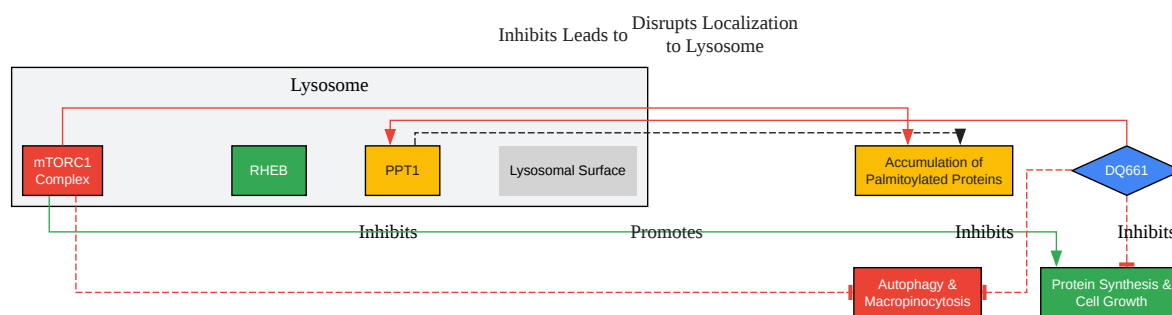 Inhibits Leads to
Disrupts Localization
to Lysosome
Lysosome
mTORC1
Complex
RHEB
PPT1
Lysosomal Surface
Accumulation of
Palmitoylated Proteins
DQ661
Inhibits
Promotes
Inhibits
Inhibits
Autophagy &
Macropinocytosis
Protein Synthesis &
Cell Growth